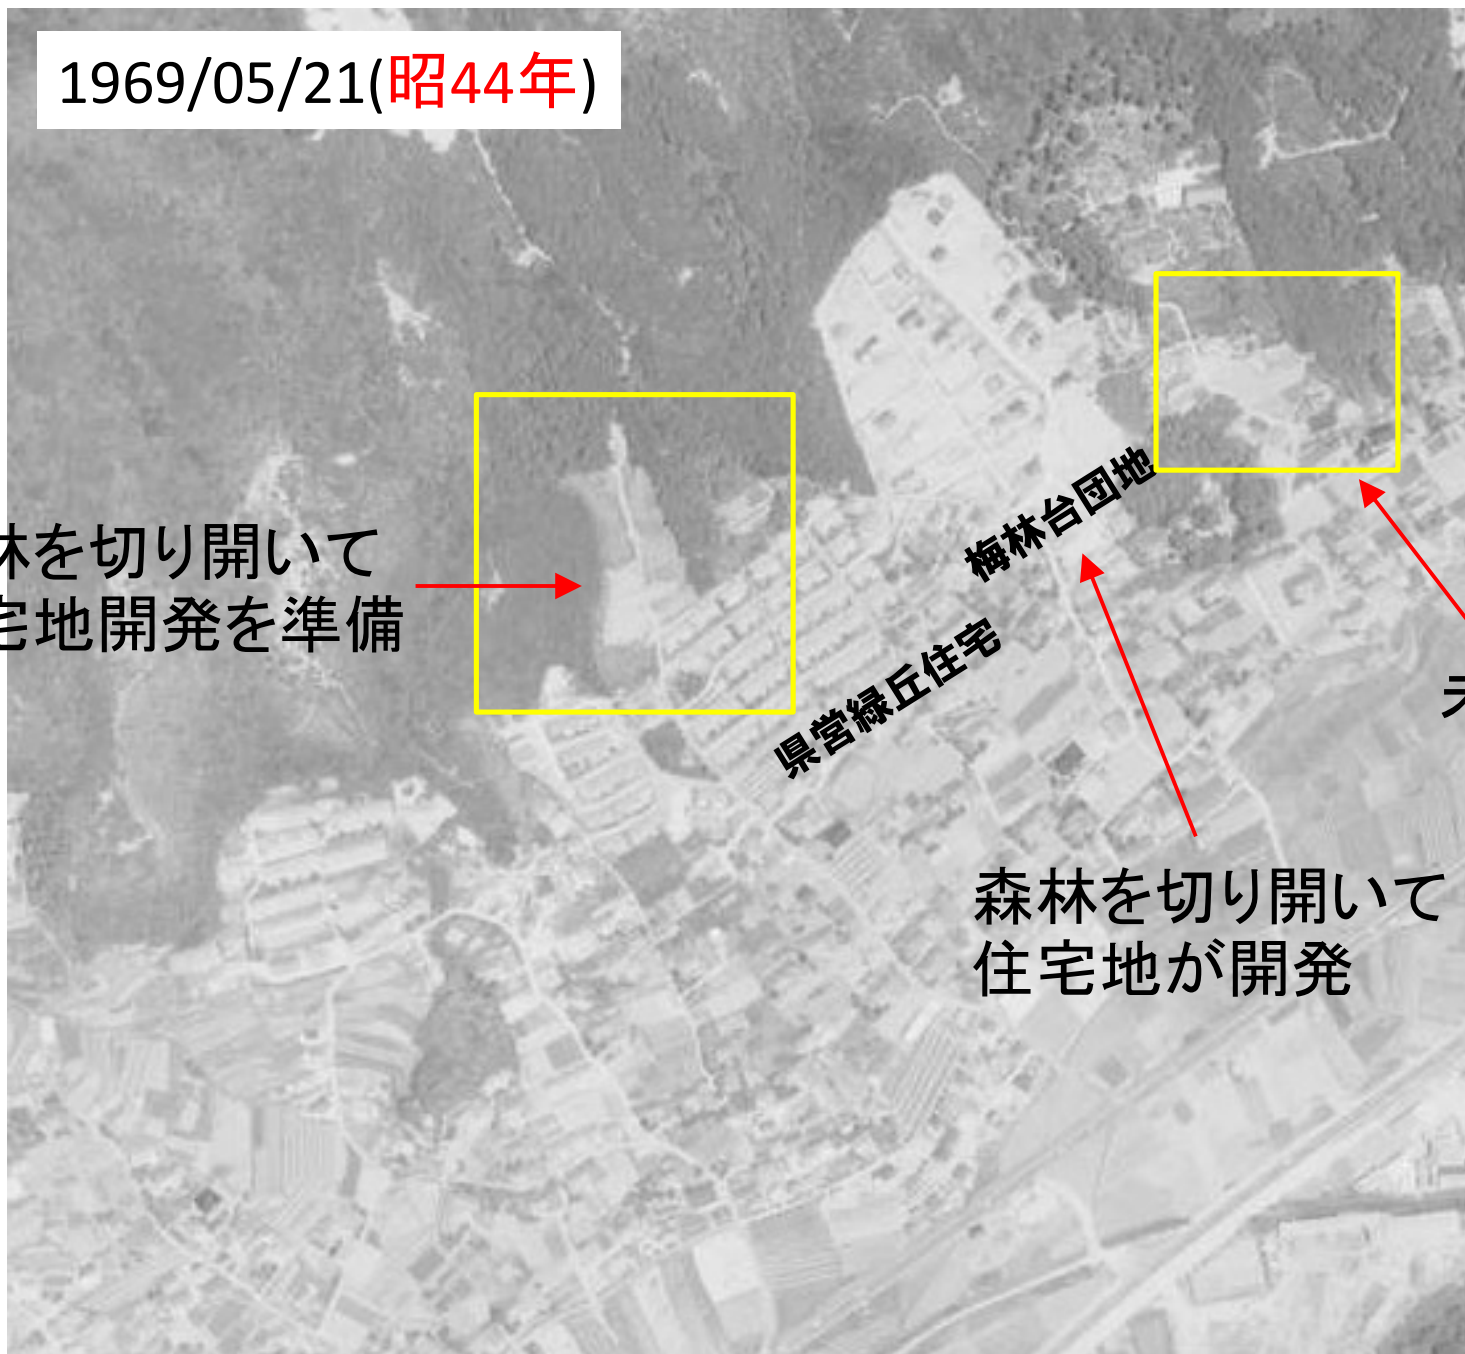 1969/05/21(昭44年)
林を切り開いて
宅地開発を準備
梅林台団地
県営緑丘住宅
森林を切り開いて
住宅地が開発